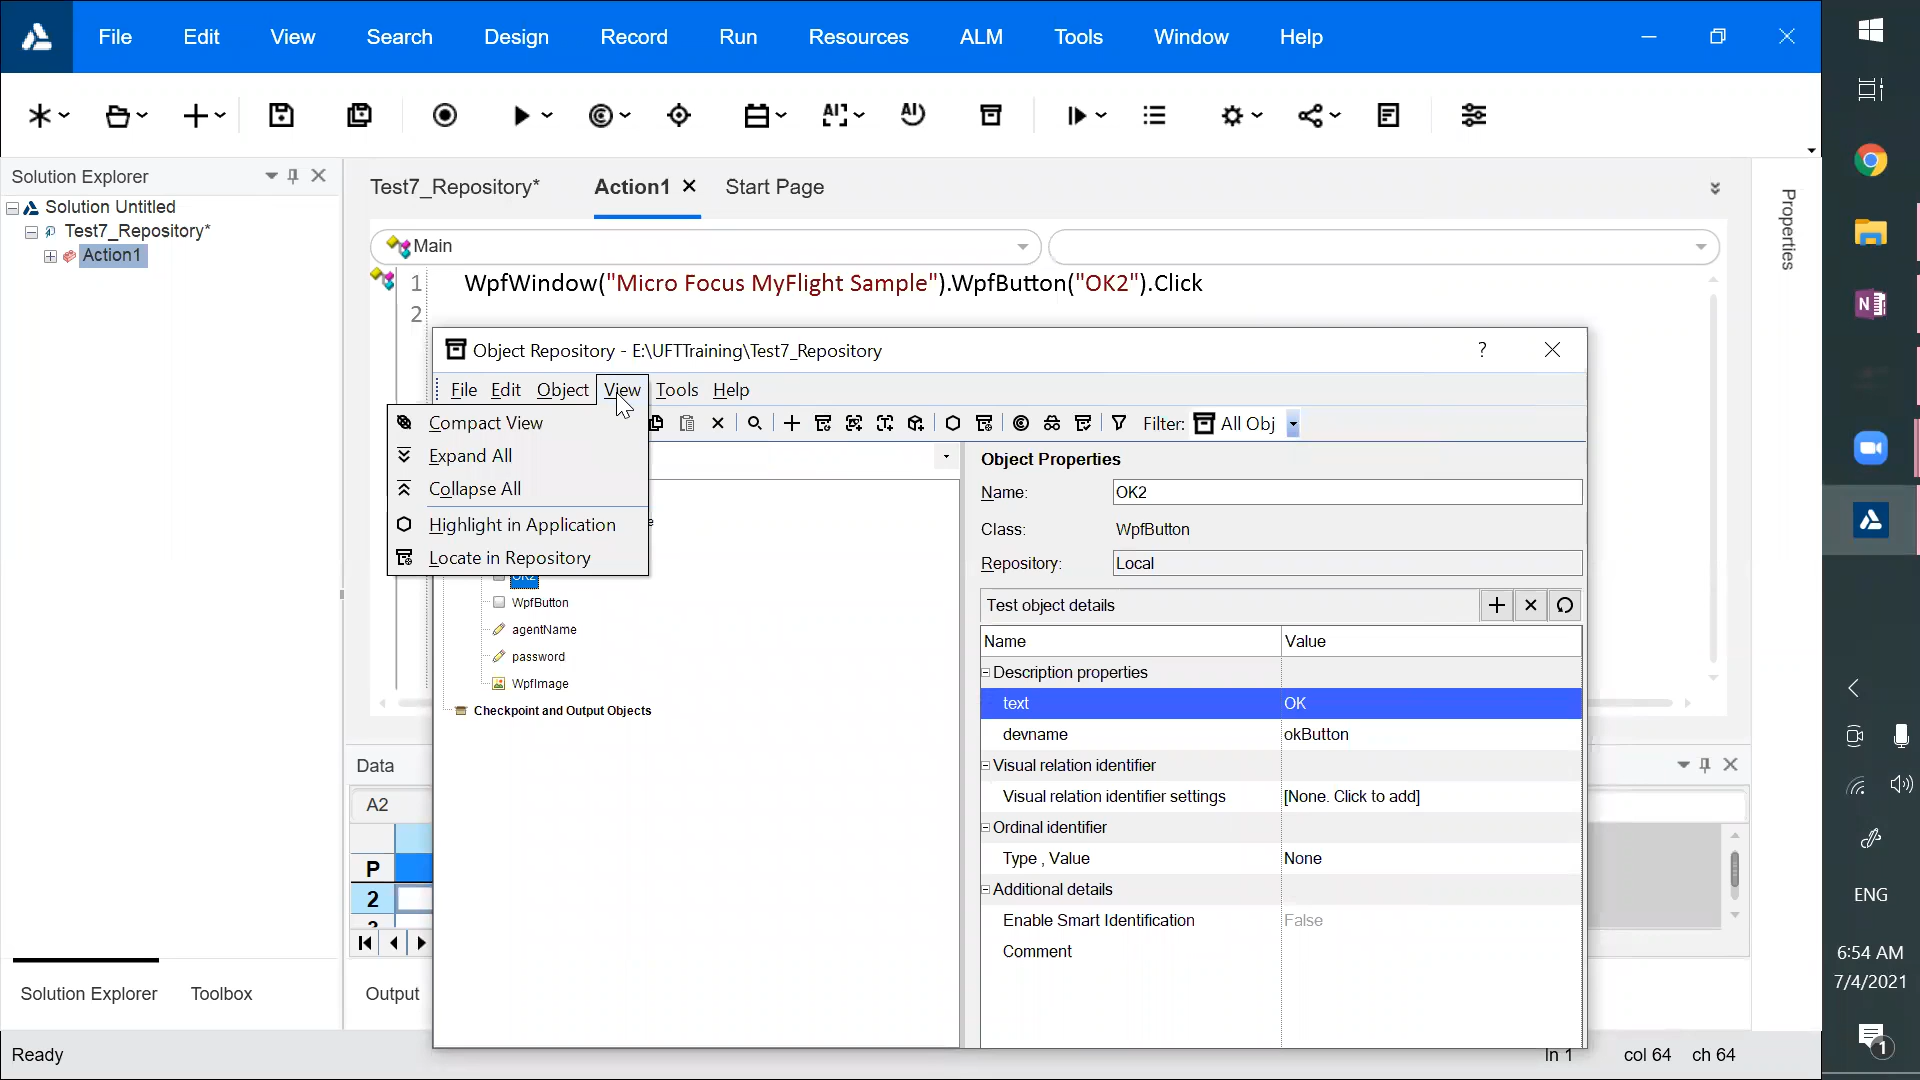 File Edit View Search Design Record Run Resources ALM Tools Window Help
Solution Explorer
Solution Untitled
Test7_Repository*
Action1
Test7_Repository* Action1 Start Page
Main
1 WpfWindow("Micro Focus MyFlight Sample").WpfButton("OK2").Click
2
Properties
Object Repository - E:\UFTTraining\Test7_Repository
File Edit Object View Tools Help
Filter: All Obj
Compact View
Expand All
Collapse All
Highlight in Application
Locate in Repository
OK2
WpfButton
agentName
password
WpfImage
Checkpoint and Output Objects
Object Properties
Name: OK2
Class: WpfButton
Repository: Local
Test object details
Name Value
Description properties
text OK
devname okButton
Visual relation identifier
Visual relation identifier settings [None. Click to add]
Ordinal identifier
Type , Value None
Additional details
Enable Smart Identification False
Comment
Data
A2
P
2
Solution Explorer Toolbox
Output
Ready
ln 1 col 64 ch 64
AI AI
N
ENG
6:54 AM
7/4/2021
1